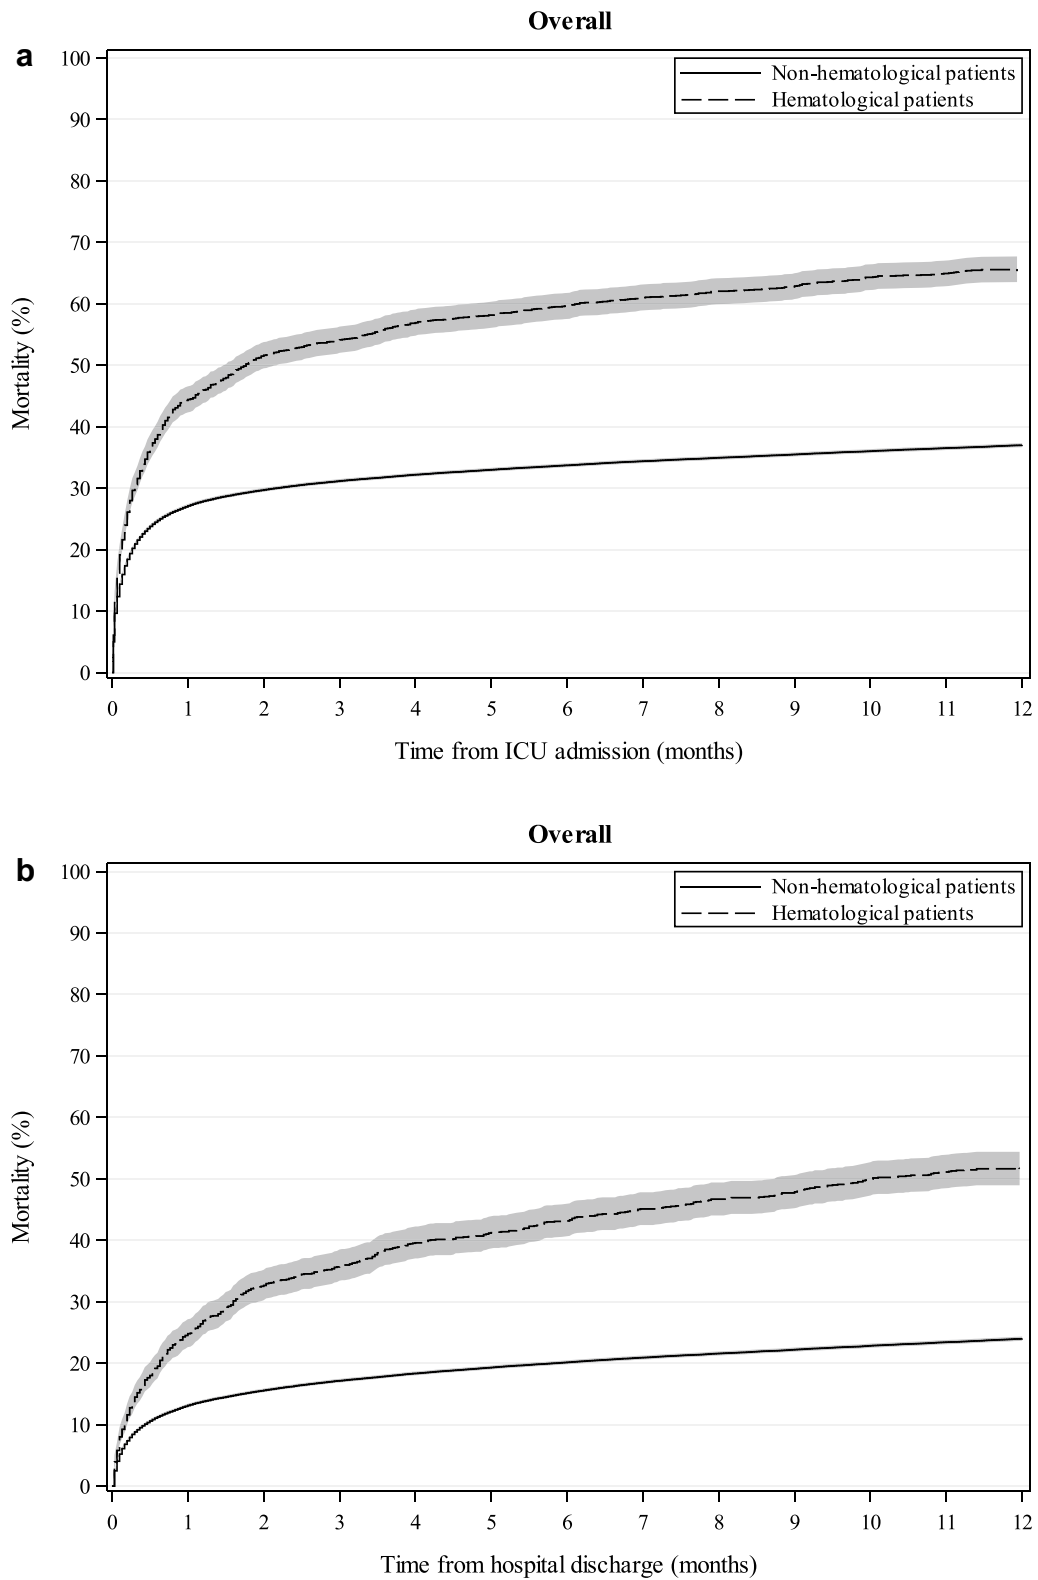 Overall
a
Non-hematological patients
Hematological patients
100
90
80
70
60
50
40
30
20
10
0
Mortality (%)
0 1 2 3 4 5 6 7 8 9 10 11 12
Time from ICU admission (months)
Overall
b
Non-hematological patients
Hematological patients
100
90
80
70
60
50
40
30
20
10
0
Mortality (%)
0 1 2 3 4 5 6 7 8 9 10 11 12
Time from hospital discharge (months)